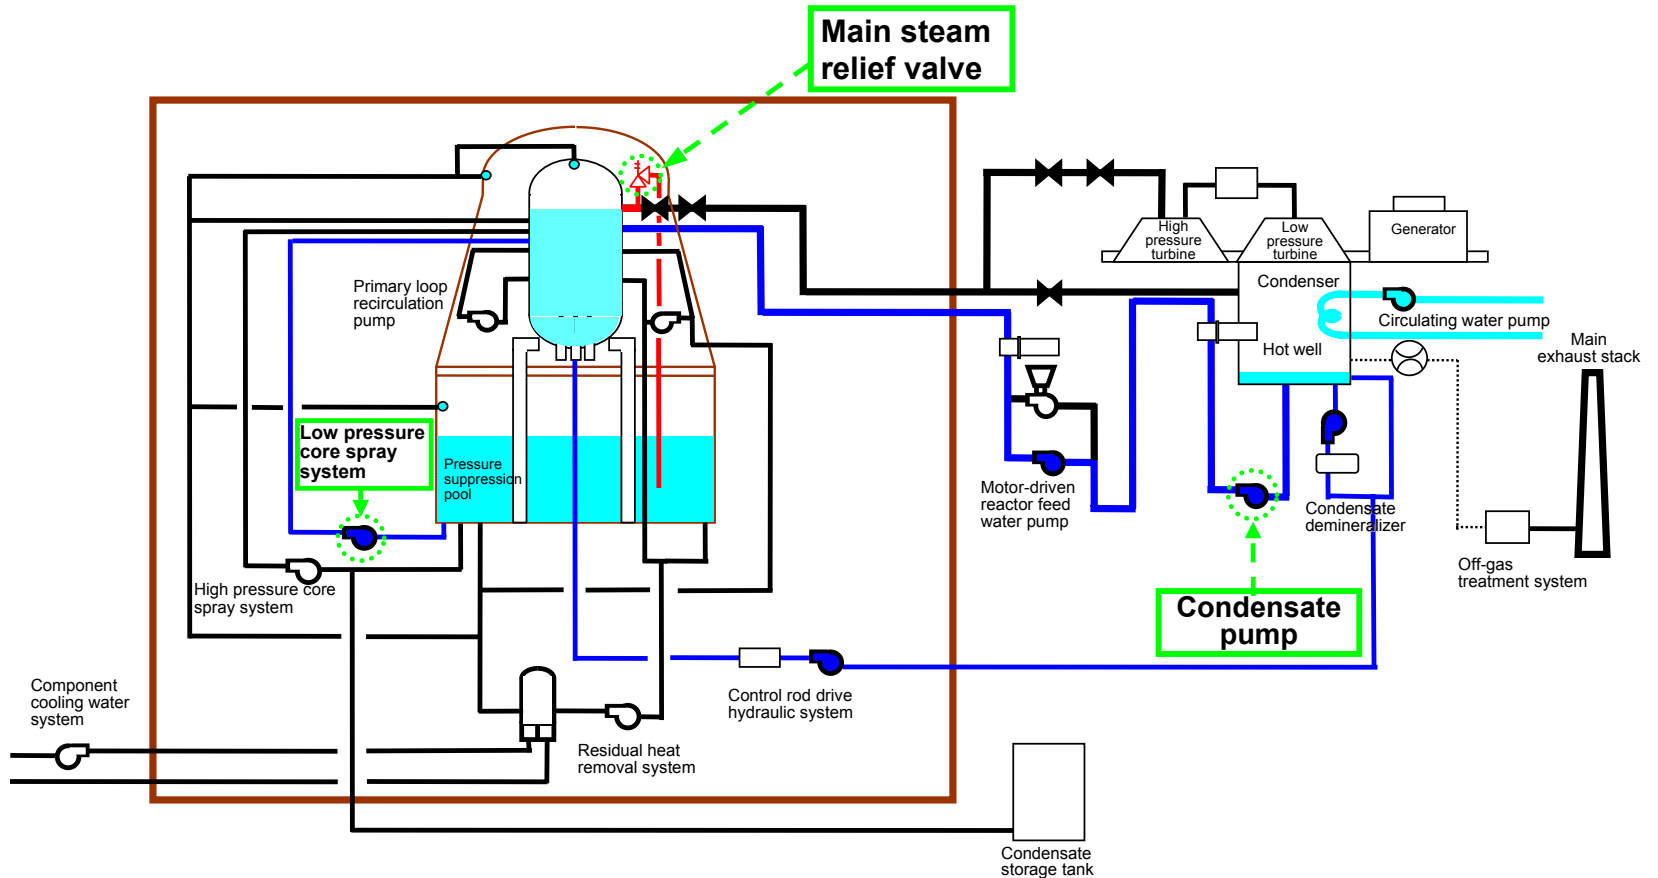 Main steam
relief valve
High
pressure
turbine
Low
pressure
turbine
Generator
Condenser
Primary loop
recirculation
pump
Circulating water pump
Main
exhaust stack
Hot well
Low pressure
core spray
system
Pressure
suppression
pool
Motor-driven
reactor feed
water pump
Condensate
demineralizer
Off-gas
treatment system
High pressure core
spray system
Condensate
pump
Component
cooling water
system
Control rod drive
hydraulic system
Residual heat
removal system
Condensate
storage tank